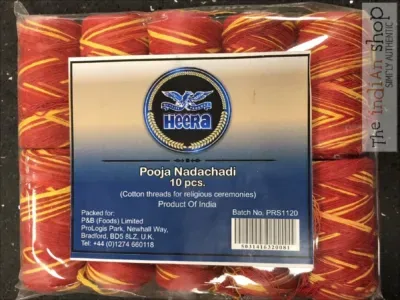 HEERA
Pooja Nadachadi
10 pcs.
(Cotton threads for religious ceremonies)
Product Of India
Packed for:
P&B (Foods) Limited
ProLogis Park, Newhall Way,
Bradford, BD5 8LZ, U.K.
Tel: +44 (0)1274 660118
Batch No. PRS1120
5031416320081
The Indian Shop
SIMPLY AUTHENTIC